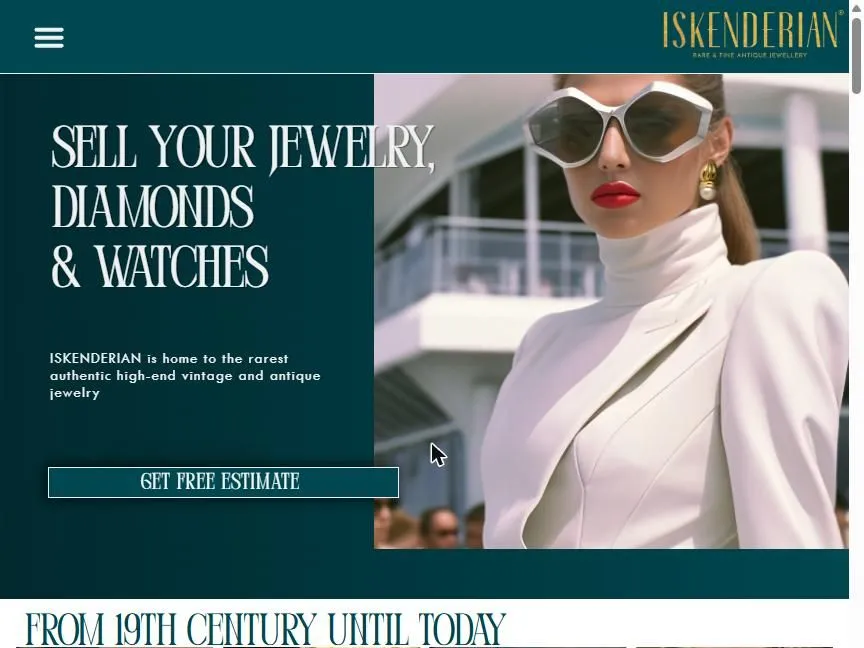 ISKENDERIAN®
RARE & FINE ANTIQUE JEWELLERY
SELL YOUR JEWELRY,
DIAMONDS
& WATCHES
ISKENDERIAN is home to the rarest
authentic high-end vintage and antique
jewelry
GET FREE ESTIMATE
FROM 19TH CENTURY UNTIL TODAY